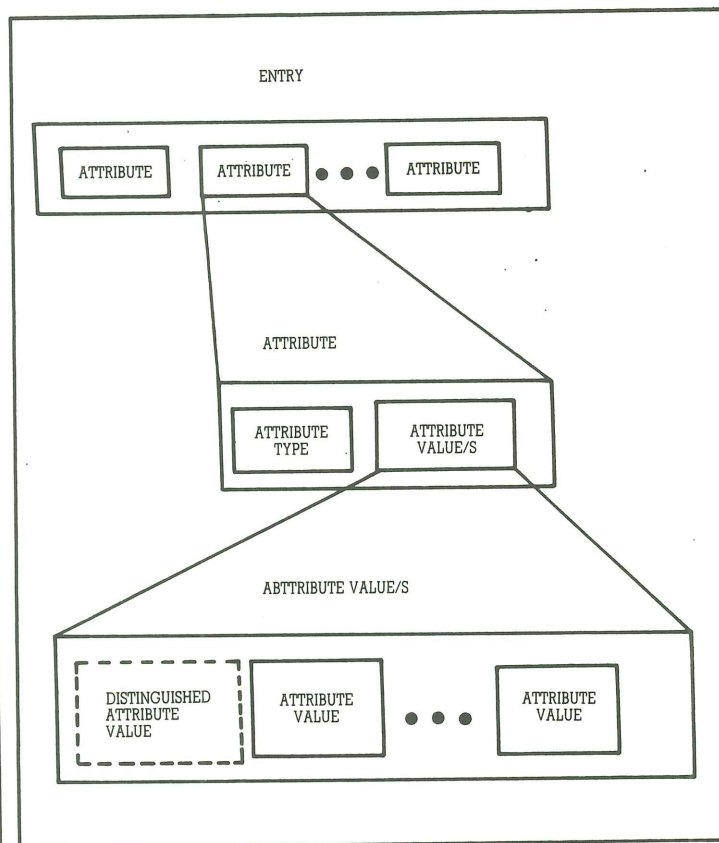 ENTRY
ATTRIBUTE
ATTRIBUTE
ATTRIBUTE
ATTRIBUTE
ATTRIBUTE
TYPE
ATTRIBUTE
VALUE/S
ABTTRIBUTE VALUE/S
DISTINGUISHED
ATTRIBUTE
VALUE
ATTRIBUTE
VALUE
ATTRIBUTE
VALUE